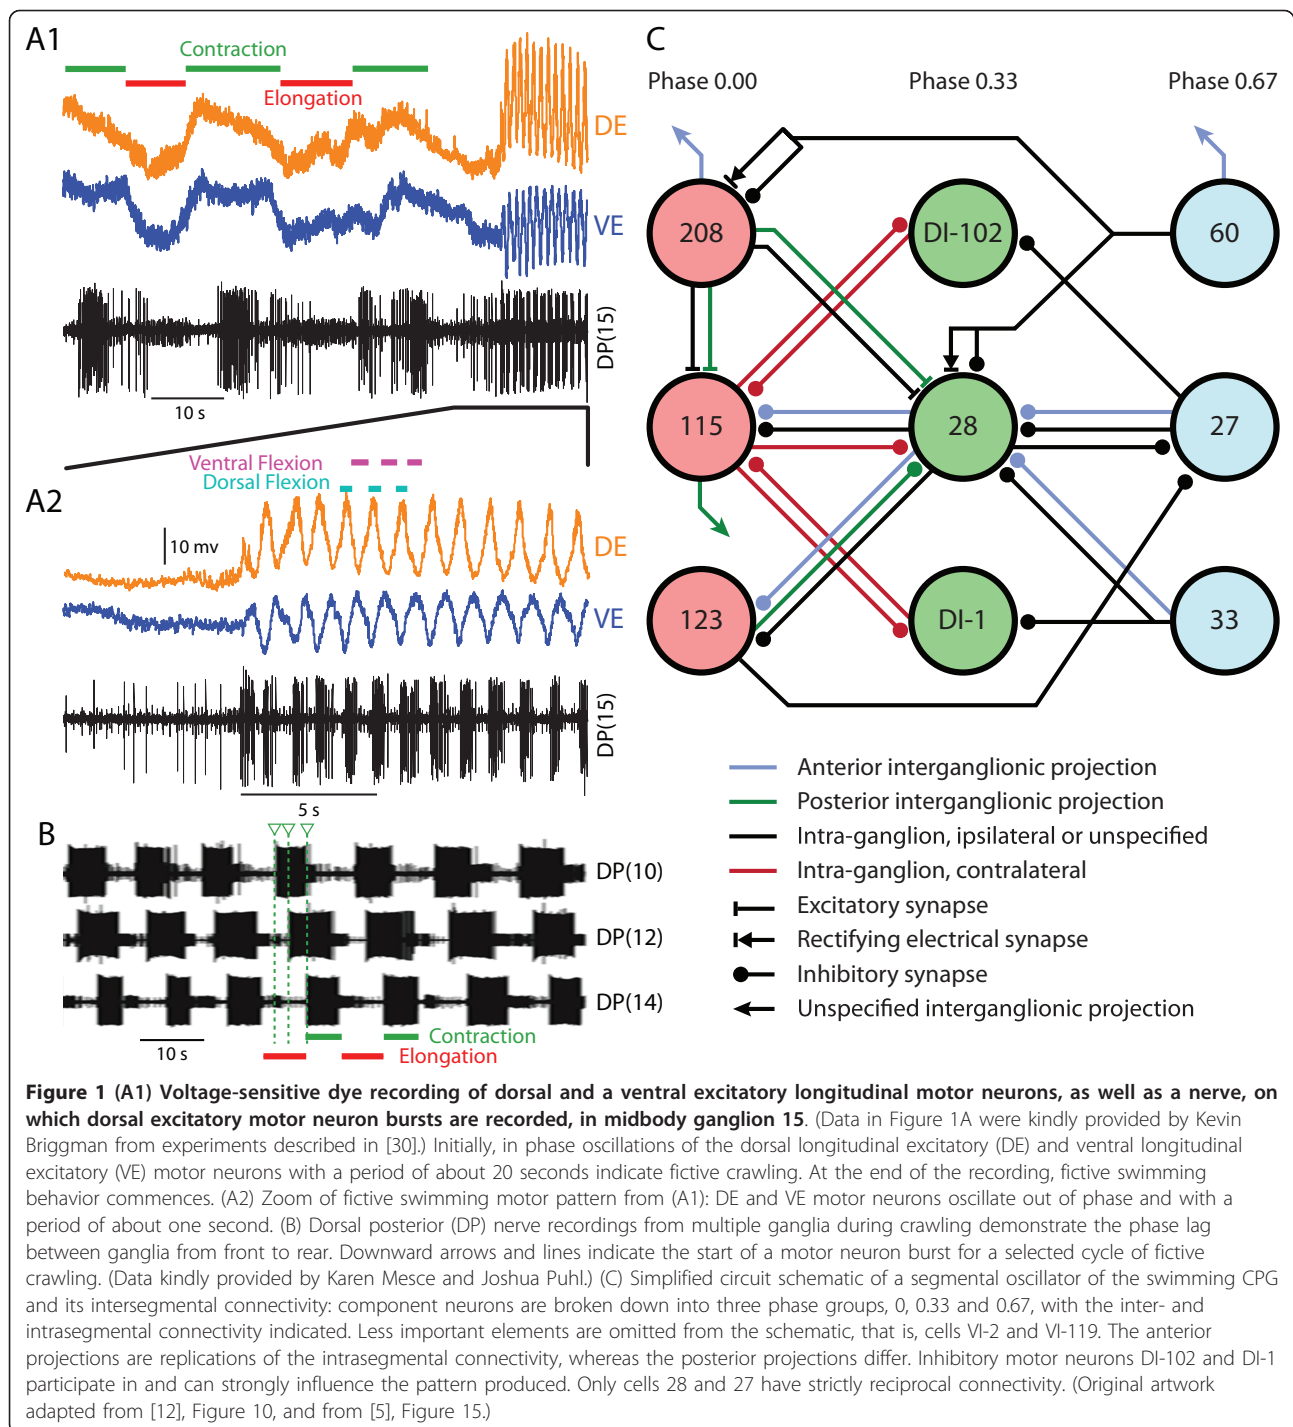 A1
Contraction
Elongation
DE
VE
DP(15)
10 s
Ventral Flexion
Dorsal Flexion
A2
10 mv
DE
VE
DP(15)
5 s
B
DP(10)
DP(12)
DP(14)
10 s
Contraction
Elongation
C
Phase 0.00 Phase 0.33 Phase 0.67
208 DI-102 60
115 28 27
123 DI-1 33
Anterior interganglionic projection
Posterior interganglionic projection
Intra-ganglion, ipsilateral or unspecified
Intra-ganglion, contralateral
Excitatory synapse
Rectifying electrical synapse
Inhibitory synapse
Unspecified interganglionic projection
Figure 1 (A1) Voltage-sensitive dye recording of dorsal and a ventral excitatory longitudinal motor neurons, as well as a nerve, on
which dorsal excitatory motor neuron bursts are recorded, in midbody ganglion 15. (Data in Figure 1A were kindly provided by Kevin
Briggman from experiments described in [30].) Initially, in phase oscillations of the dorsal longitudinal excitatory (DE) and ventral longitudinal
excitatory (VE) motor neurons with a period of about 20 seconds indicate fictive crawling. At the end of the recording, fictive swimming
behavior commences. (A2) Zoom of fictive swimming motor pattern from (A1): DE and VE motor neurons oscillate out of phase and with a
period of about one second. (B) Dorsal posterior (DP) nerve recordings from multiple ganglia during crawling demonstrate the phase lag
between ganglia from front to rear. Downward arrows and lines indicate the start of a motor neuron burst for a selected cycle of fictive
crawling. (Data kindly provided by Karen Mesce and Joshua Puhl.) (C) Simplified circuit schematic of a segmental oscillator of the swimming CPG
and its intersegmental connectivity: component neurons are broken down into three phase groups, 0, 0.33 and 0.67, with the inter- and
intrasegmental connectivity indicated. Less important elements are omitted from the schematic, that is, cells VI-2 and VI-119. The anterior
projections are replications of the intrasegmental connectivity, whereas the posterior projections differ. Inhibitory motor neurons DI-102 and DI-1
participate in and can strongly influence the pattern produced. Only cells 28 and 27 have strictly reciprocal connectivity. (Original artwork
adapted from [12], Figure 10, and from [5], Figure 15.)